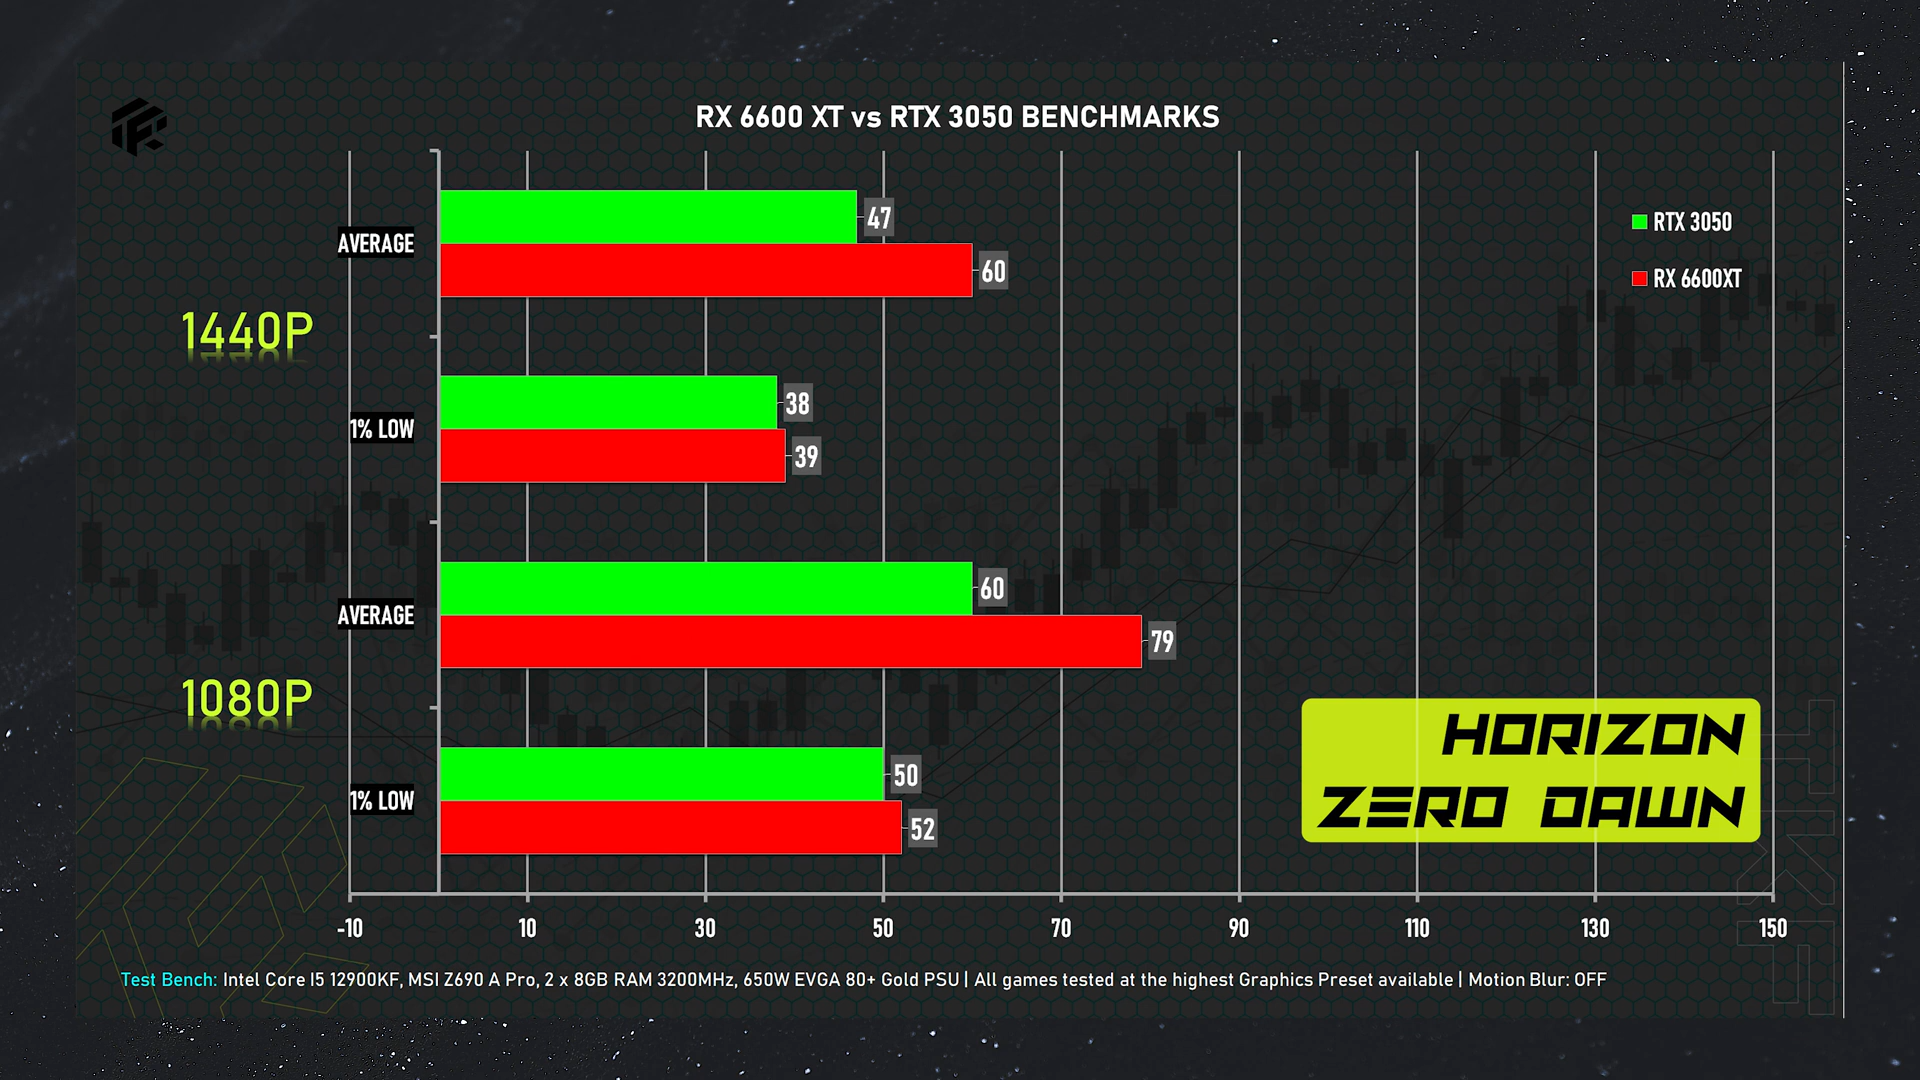 RX 6600 XT vs RTX 3050 BENCHMARKS
RTX 3050
RX 6600XT
1440P
AVERAGE
47
60
1% LOW
38
39
1080P
AVERAGE
60
79
1% LOW
50
52
HORIZON
ZERO DAWN
-10 10 30 50 70 90 110 130 150
Test Bench: Intel Core I5 12900KF, MSI Z690 A Pro, 2 x 8GB RAM 3200MHz, 650W EVGA 80+ Gold PSU | All games tested at the highest Graphics Preset available | Motion Blur: OFF